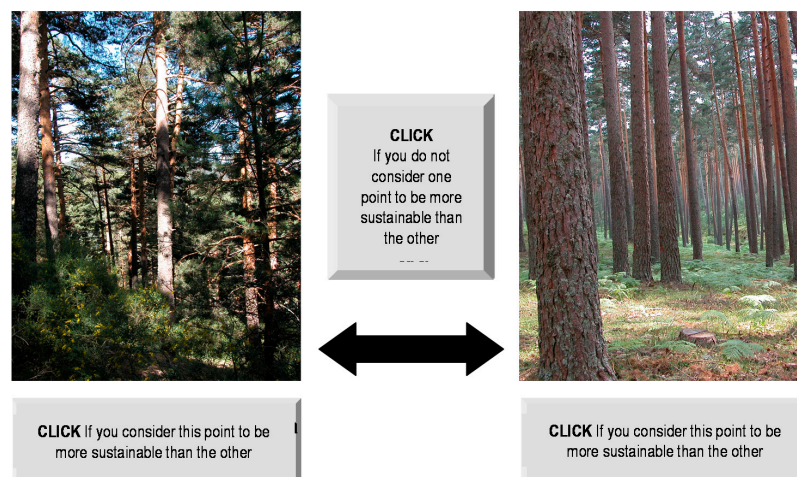 CLICK
If you do not
consider one
point to be more
sustainable than
the other
CLICK If you consider this point to be
more sustainable than the other
CLICK If you consider this point to be
more sustainable than the other